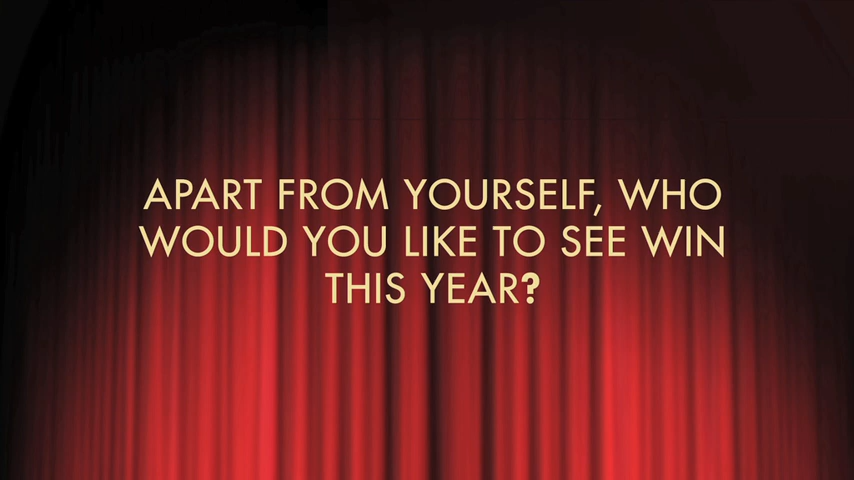 APART FROM YOURSELF, WHO
WOULD YOU LIKE TO SEE WIN
THIS YEAR?